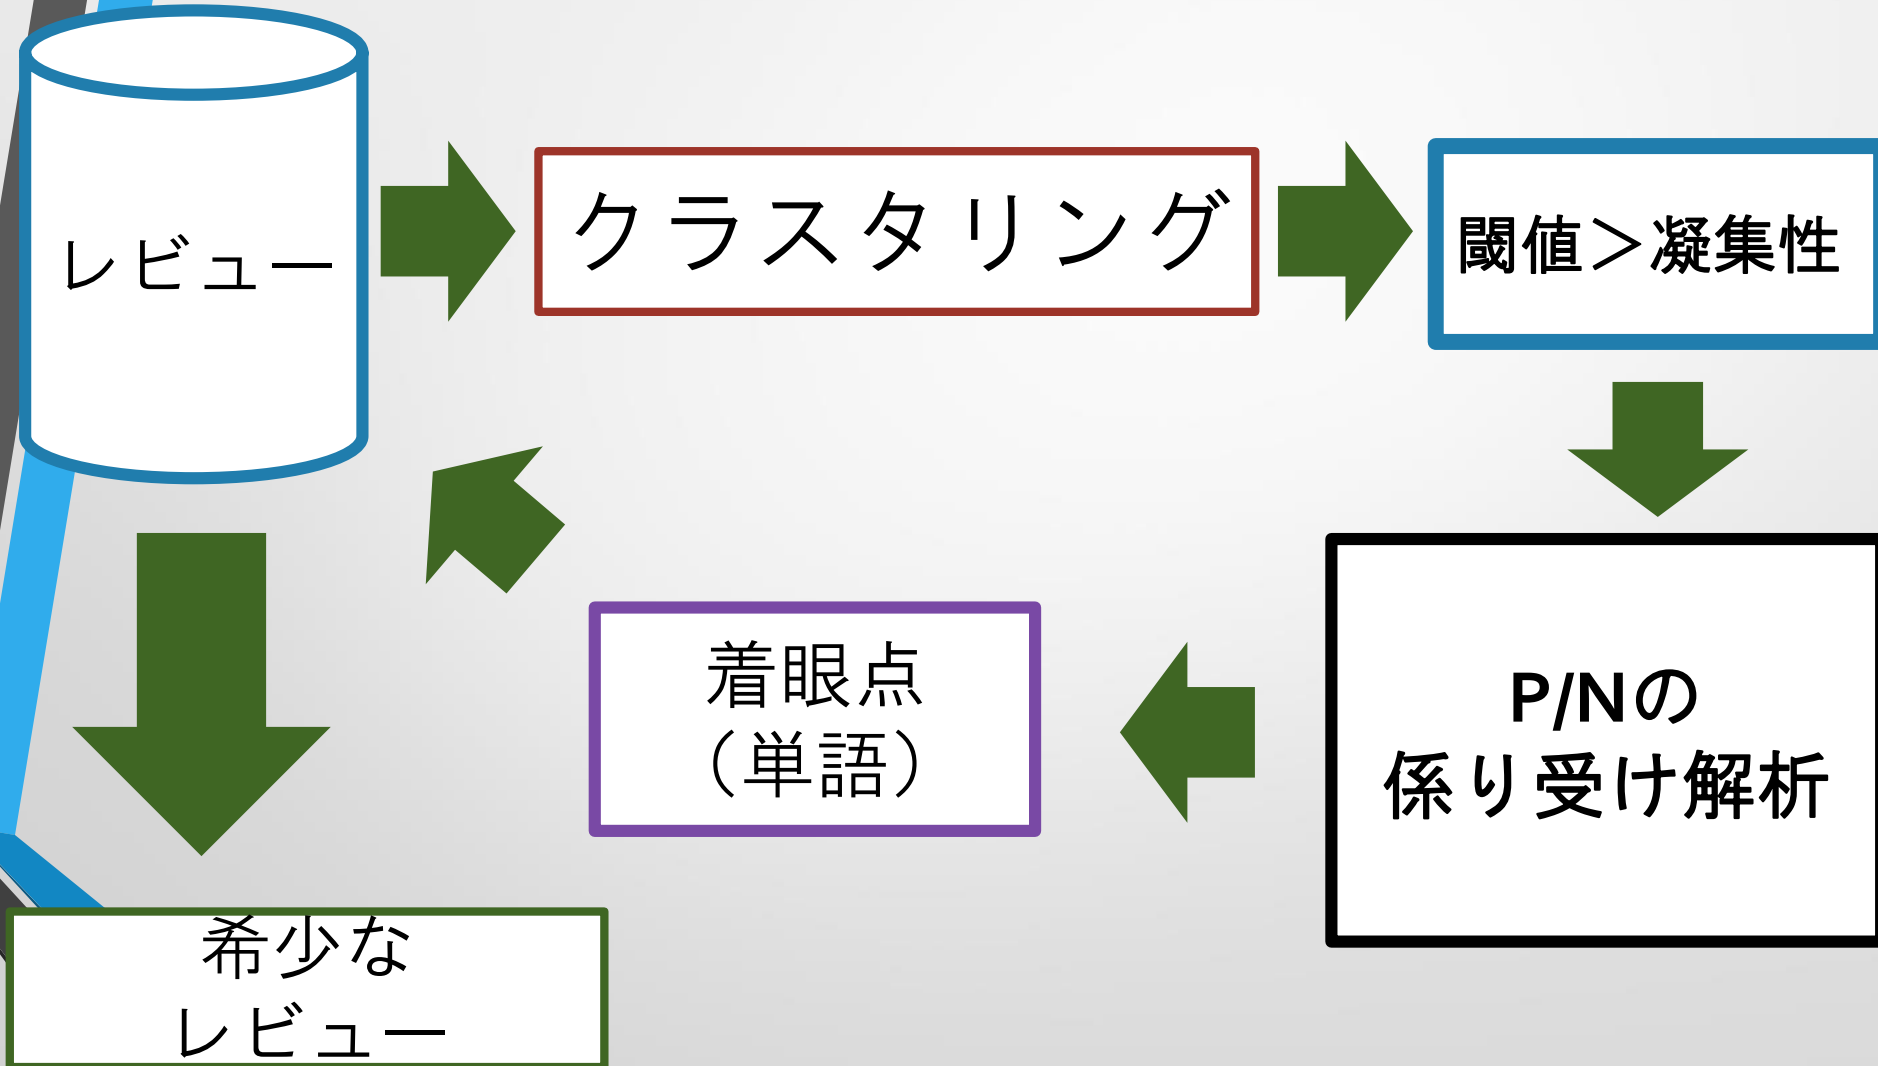 レビュー
クラスタリング
閾値＞凝集性
P/Nの
係り受け解析
着眼点
（単語）
希少な
レビュー